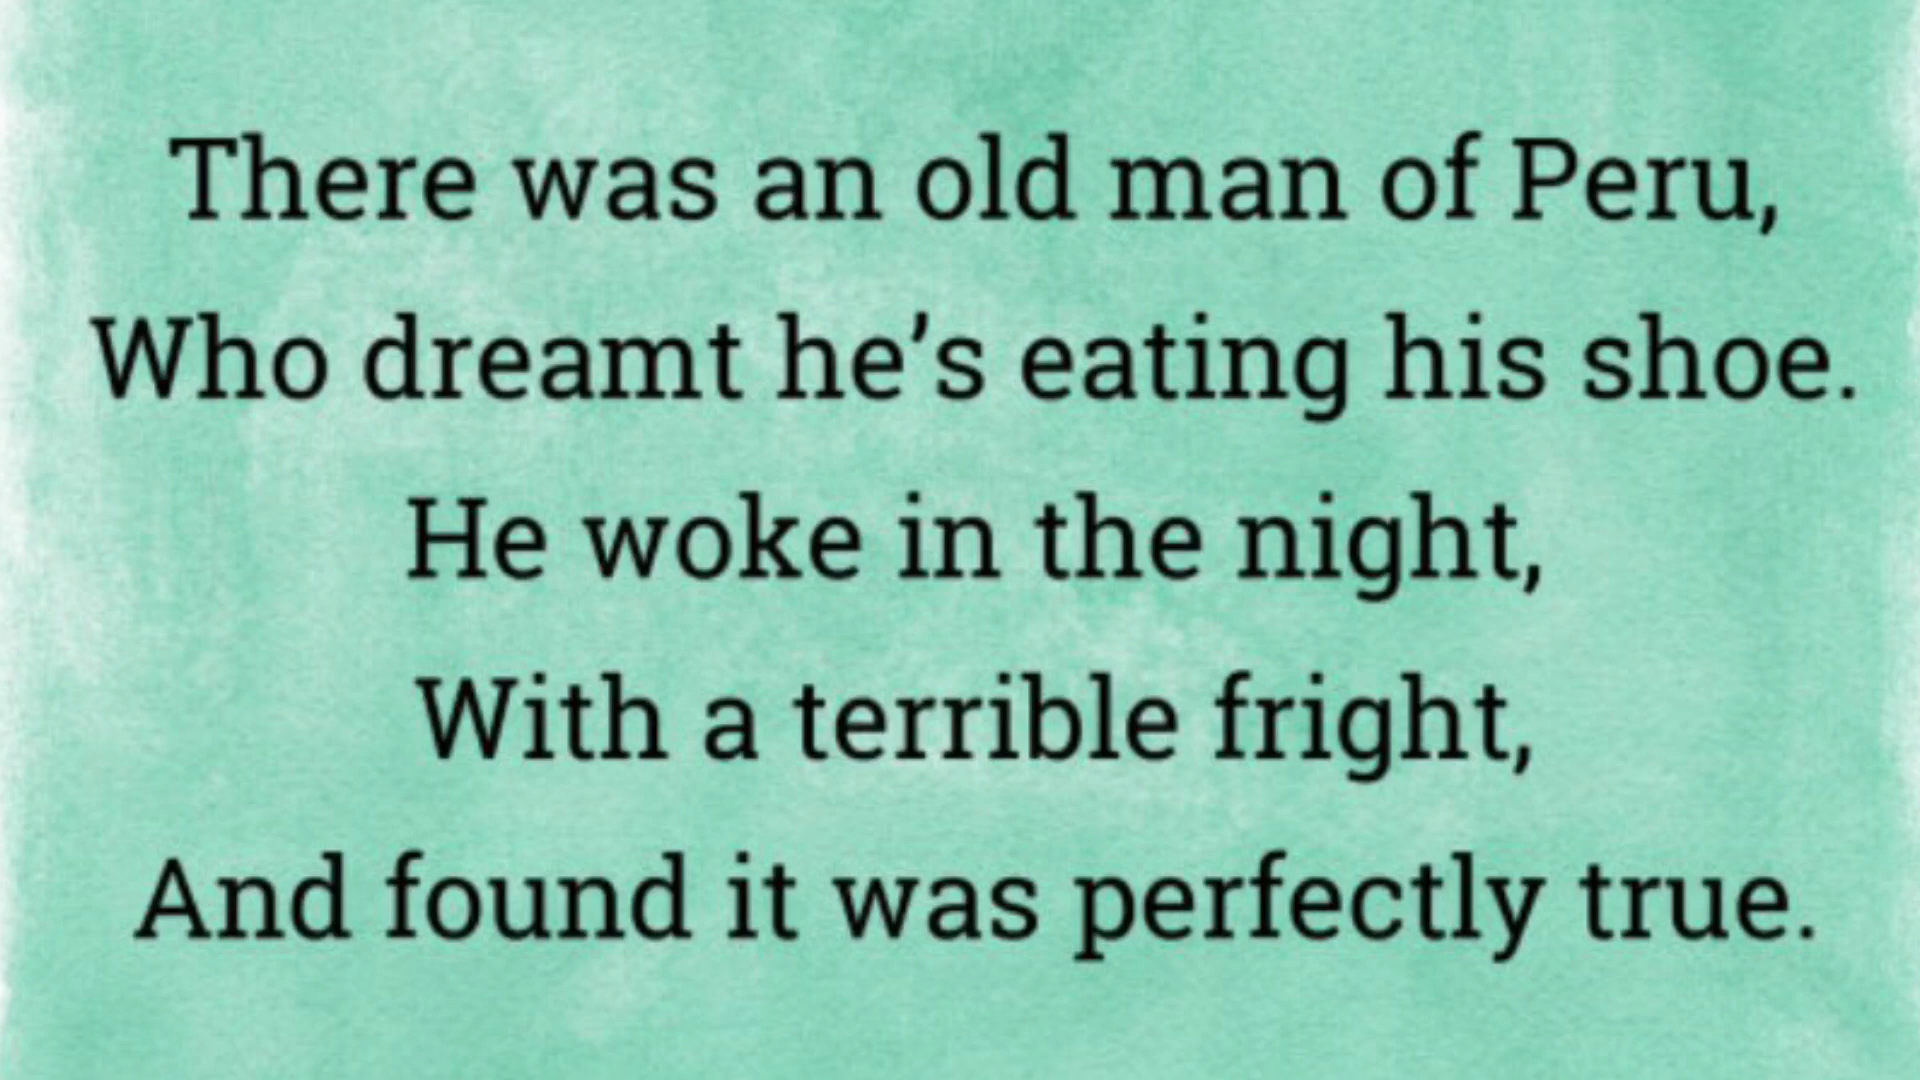 There was an old man of Peru,
Who dreamt he’s eating his shoe.
He woke in the night,
With a terrible fright,
And found it was perfectly true.